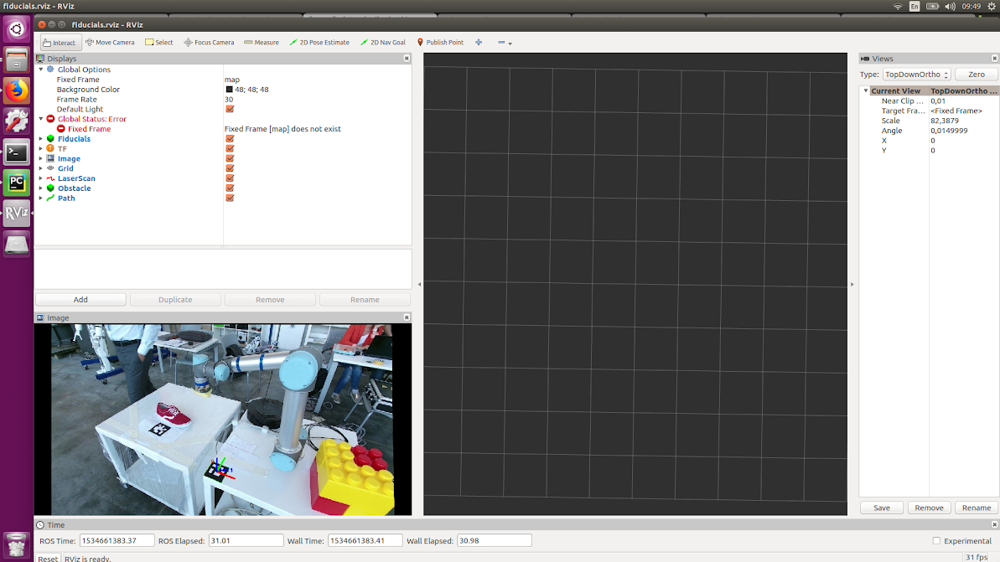 fiducials.rviz - RViz
En
09:49
fiducials.rviz - RViz
Interact Move Camera Select Focus Camera Measure 2D Pose Estimate 2D Nav Goal Publish Point
Displays
Global Options
Fixed Frame map
Background Color 48; 48; 48
Frame Rate 30
Default Light
Global Status: Error
Fixed Frame Fixed Frame [map] does not exist
Fiducials
TF
Image
Grid
LaserScan
Obstacle
Path
Add Duplicate Remove Rename
Image
Views
Type: TopDownOrtho Zero
Current View TopDownOrtho ...
Near Clip ... 0,01
Target Fra... <Fixed Frame>
Scale 82,3879
Angle 0,0149999
X 0
Y 0
Save Remove Rename
PC
RViz
Time
ROS Time: 1534661383.37 ROS Elapsed: 31.01 Wall Time: 1534661383.41 Wall Elapsed: 30.98 Experimental
Reset RViz is ready. 31 fps